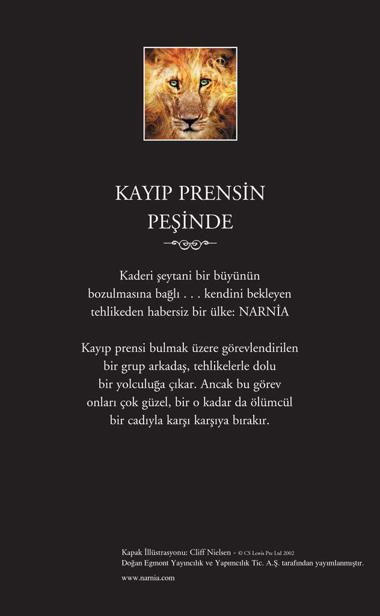 KAYIP PRENSİN
PEŞİNDE
Kaderi şeytani bir büyünün
bozulmasına bağlı . . . kendini bekleyen
tehlikeden habersiz bir ülke: NARNİA
Kayıp prensi bulmak üzere görevlendirilen
bir grup arkadaş, tehlikelerle dolu
bir yolculuğa çıkar. Ancak bu görev
onları çok güzel, bir o kadar da ölümcül
bir cadıyla karşı karşıya bırakır.
Kapak İllüstrasyonu: Cliff Nielsen - © CS Lewis Pte Ltd 2002
Doğan Egmont Yayıncılık ve Yapımcılık Tic. A.Ş. tarafından yayımlanmıştır.
www.narnia.com